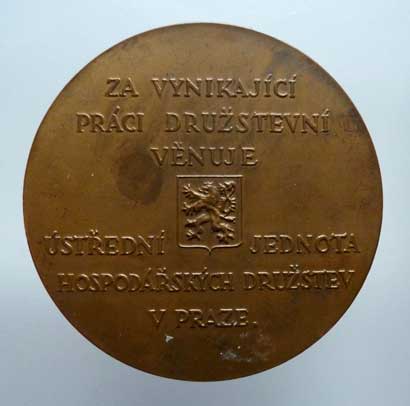 ZA VYNIKAJÍCÍ
PRÁCI DRUŽSTEVNÍ
VĚNUJE
ÚSTŘEDNÍ JEDNOTA
HOSPODÁŘSKÝCH DRUŽSTEV
V PRAZE.